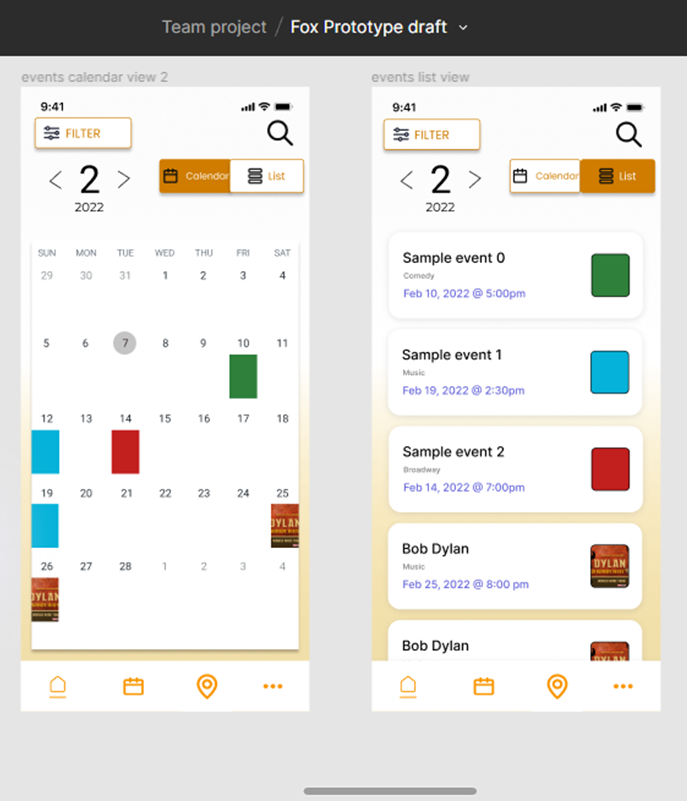 Team project / Fox Prototype draft
events calendar view 2
9:41
FILTER
2
2022
Calendar
List
SUN MON TUE WED THU FRI SAT
29 30 31 1 2 3 4
5 6 7 8 9 10 11
12 13 14 15 16 17 18
19 20 21 22 23 24 25
DYLAN
26 27 28 1 2 3 4
DYLAN
events list view
9:41
FILTER
2
2022
Calendar
List
Sample event 0
Comedy
Feb 10, 2022 @ 5:00pm
Sample event 1
Music
Feb 19, 2022 @ 2:30pm
Sample event 2
Broadway
Feb 14, 2022 @ 7:00pm
Bob Dylan
Music
Feb 25, 2022 @ 8:00 pm
DYLAN
Bob Dylan